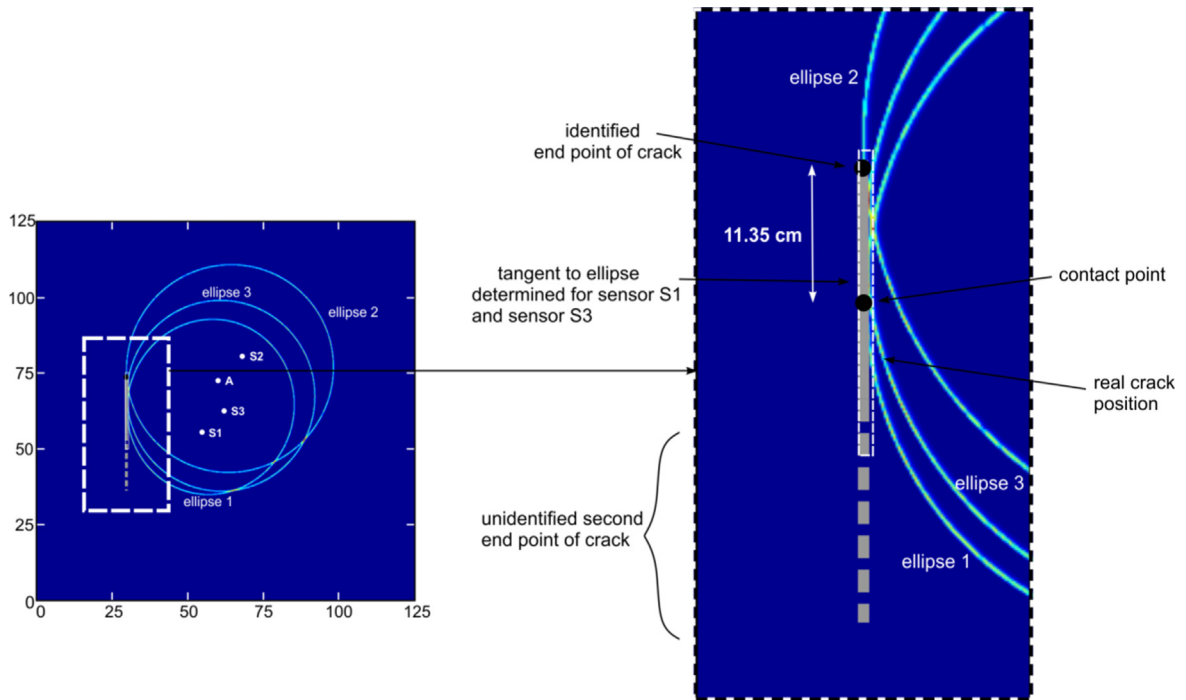 125
100
75
50
25
0
0
25
50
75
100
125
ellipse 3
ellipse 2
S2
A
S3
S1
ellipse 1
ellipse 2
identified
end point of crack
11.35 cm
tangent to ellipse
determined for sensor S1
and sensor S3
contact point
real crack
position
unidentified second
end point of crack
ellipse 3
ellipse 1